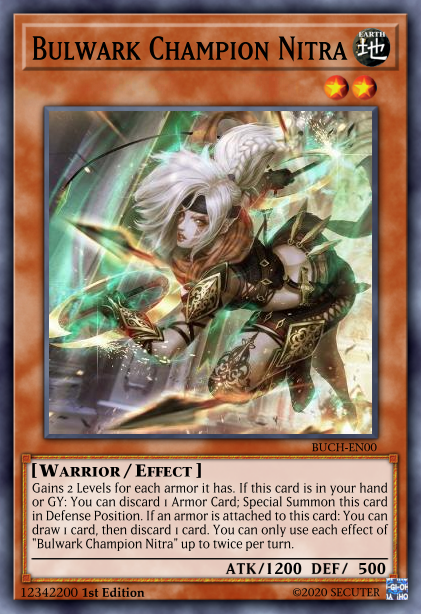 BULWARK CHAMPION NITRA
EARTH
地
BUCH-EN00
[WARRIOR / EFFECT]
Gains 2 Levels for each armor it has. If this card is in your hand
or GY: You can discard 1 Armor Card; Special Summon this card
in Defense Position. If an armor is attached to this card: You can
draw 1 card, then discard 1 card. You can only use each effect of
"Bulwark Champion Nitra" up to twice per turn.
ATK/1200 DEF/ 500
12342200 1st Edition
©2020 SECUTER